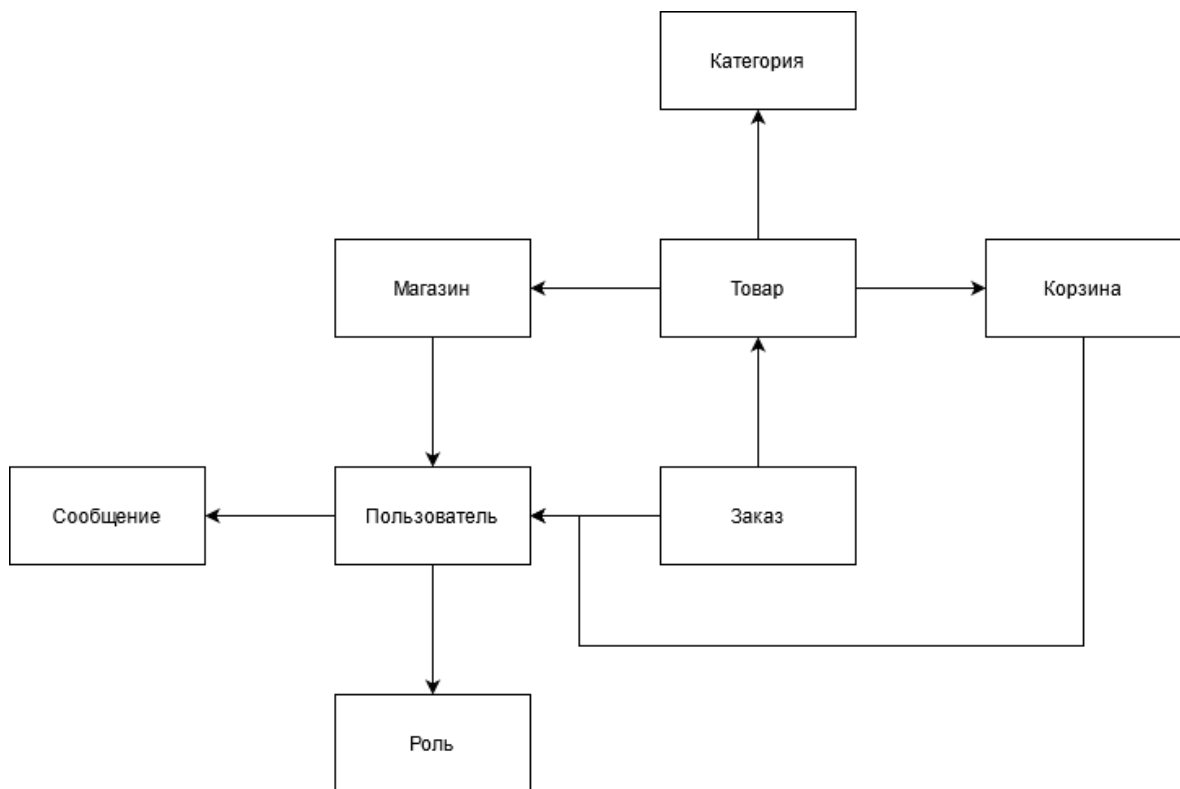 Категория
Магазин
Товар
Корзина
Сообщение
Пользователь
Заказ
Роль